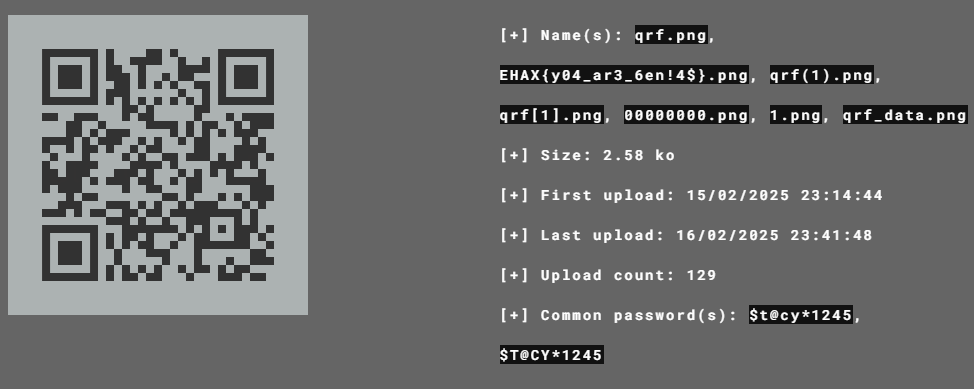 [+] Name(s): qrf.png,
EHAX{y04_ar3_6en!4$}.png, qrf(1).png,
qrf[1].png, 00000000.png, 1.png, qrf_data.png
[+] Size: 2.58 ko
[+] First upload: 15/02/2025 23:14:44
[+] Last upload: 16/02/2025 23:41:48
[+] Upload count: 129
[+] Common password(s): $t@cy*1245,
$T@CY*1245